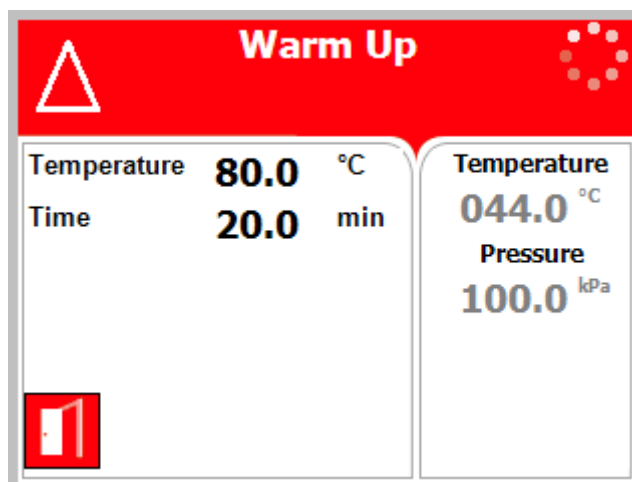 Warm Up
Temperature 80.0 °C
Time 20.0 min
Temperature
044.0 °C
Pressure
100.0 kPa